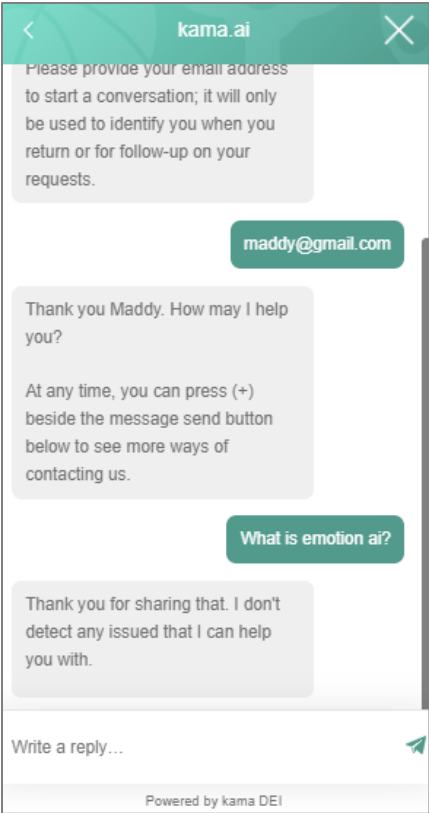 kama.ai
Please provide your email address
to start a conversation; it will only
be used to identify you when you
return or for follow-up on your
requests.
maddy@gmail.com
Thank you Maddy. How may I help
you?
At any time, you can press (+)
beside the message send button
below to see more ways of
contacting us.
What is emotion ai?
Thank you for sharing that. I don't
detect any issued that I can help
you with.
Write a reply…
Powered by kama DEI